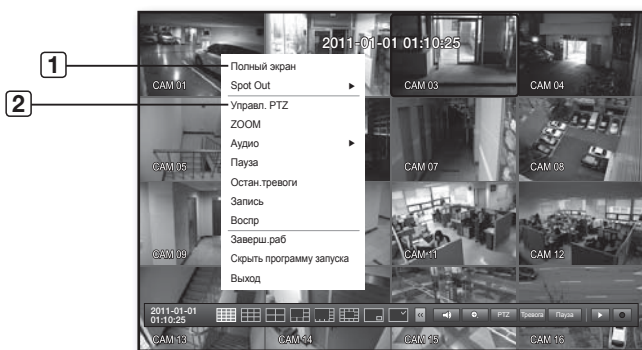 2011-01-01 01:10:25
1
Полный экран
CAM 01
Spot Out
CAM 03
CAM 04
2
Управл. PTZ
ZOOM
Аудио
CAM 05
Пауза
CAM 07
CAM 08
Остан.тревоги
Запись
Воспр
Заверш.раб
CAM 09
CAM 11
CAM 12
Скрыть программу запуска
Выход
2011-01-01
01:10:25
PTZ
Тревога
Пауза
CAM 13
CAM 14
CAM 15
CAM 16